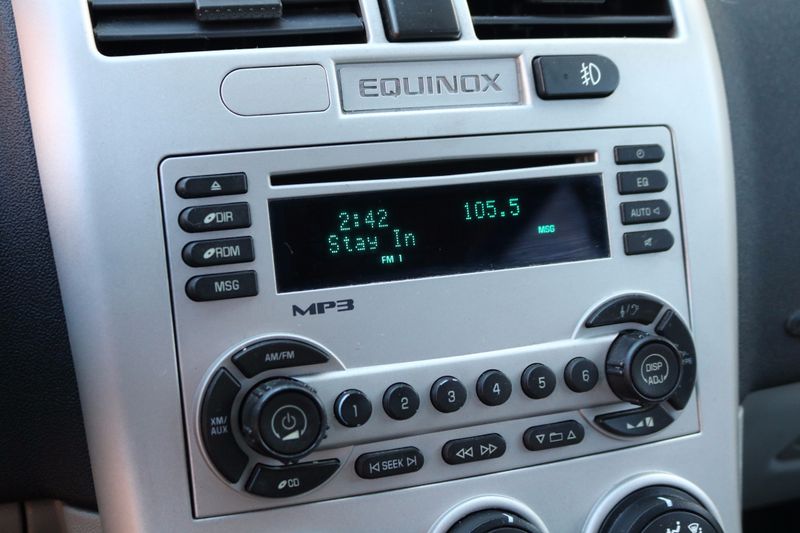 EQUINOX
2:42 105.5
Stay In MSG
FM 1
DIR
RDM
MSG
EQ
AUTO
MP3
AM/FM
XM/
AUX
CD
1 2 3 4 5 6
SEEK
DISP
ADJ